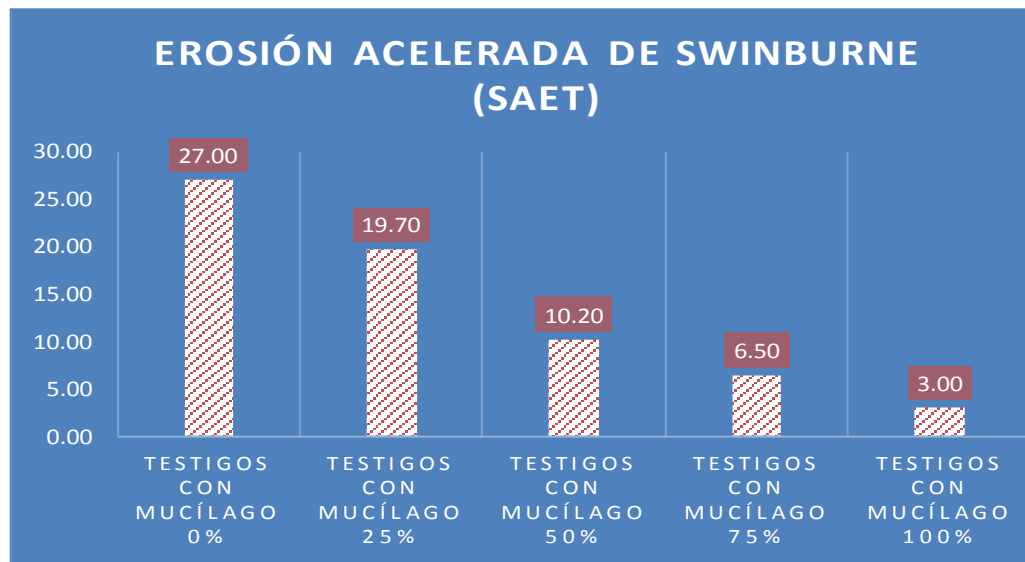 EROSIÓN ACELERADA DE SWINBURNE
(SAET)
30.00
25.00
20.00
15.00
10.00
5.00
0.00
27.00
19.70
10.20
6.50
3.00
TESTIGOS
CON
MUCÍLAGO
0%
TESTIGOS
CON
MUCÍLAGO
25%
TESTIGOS
CON
MUCÍLAGO
50%
TESTIGOS
CON
MUCÍLAGO
75%
TESTIGOS
CON
MUCÍLAGO
100%